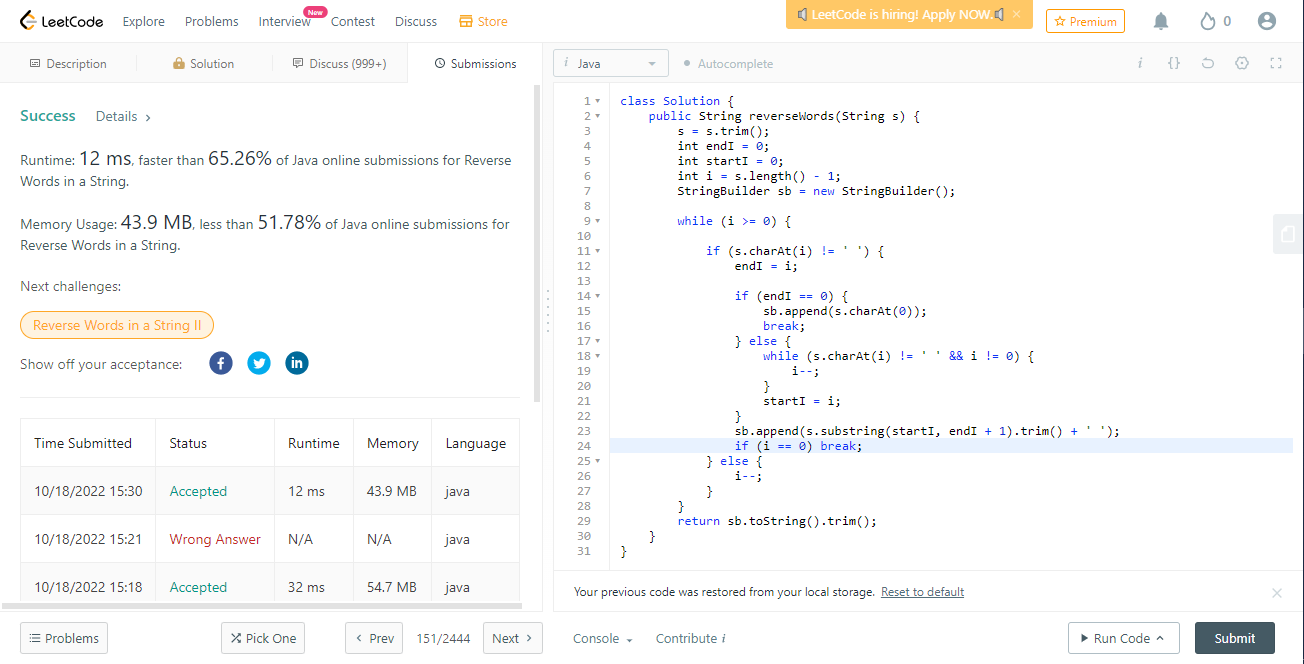 LeetCode Explore Problems Interview New Contest Discuss Store LeetCode is hiring! Apply NOW. × Premium 0
Description Solution Discuss (999+) Submissions
i Java Autocomplete i {}
Success Details >
Runtime: 12 ms, faster than 65.26% of Java online submissions for Reverse
Words in a String.
Memory Usage: 43.9 MB, less than 51.78% of Java online submissions for
Reverse Words in a String.
Next challenges:
Reverse Words in a String II
Show off your acceptance: f in
Time Submitted Status Runtime Memory Language
10/18/2022 15:30 Accepted 12 ms 43.9 MB java
10/18/2022 15:21 Wrong Answer N/A N/A java
10/18/2022 15:18 Accepted 32 ms 54.7 MB java
1 class Solution {
2 public String reverseWords(String s) {
3 s = s.trim();
4 int endI = 0;
5 int startI = 0;
6 int i = s.length() - 1;
7 StringBuilder sb = new StringBuilder();
8
9 while (i >= 0) {
10
11 if (s.charAt(i) != ' ') {
12 endI = i;
13
14 if (endI == 0) {
15 sb.append(s.charAt(0));
16 break;
17 } else {
18 while (s.charAt(i) != ' ' && i != 0) {
19 i--;
20 }
21 startI = i;
22 }
23 sb.append(s.substring(startI, endI + 1).trim() + ' ');
24 if (i == 0) break;
25 } else {
26 i--;
27 }
28 }
29 return sb.toString().trim();
30 }
31 }
Your previous code was restored from your local storage. Reset to default ×
Problems Pick One < Prev 151/2444 Next > Console Contribute i Run Code Submit